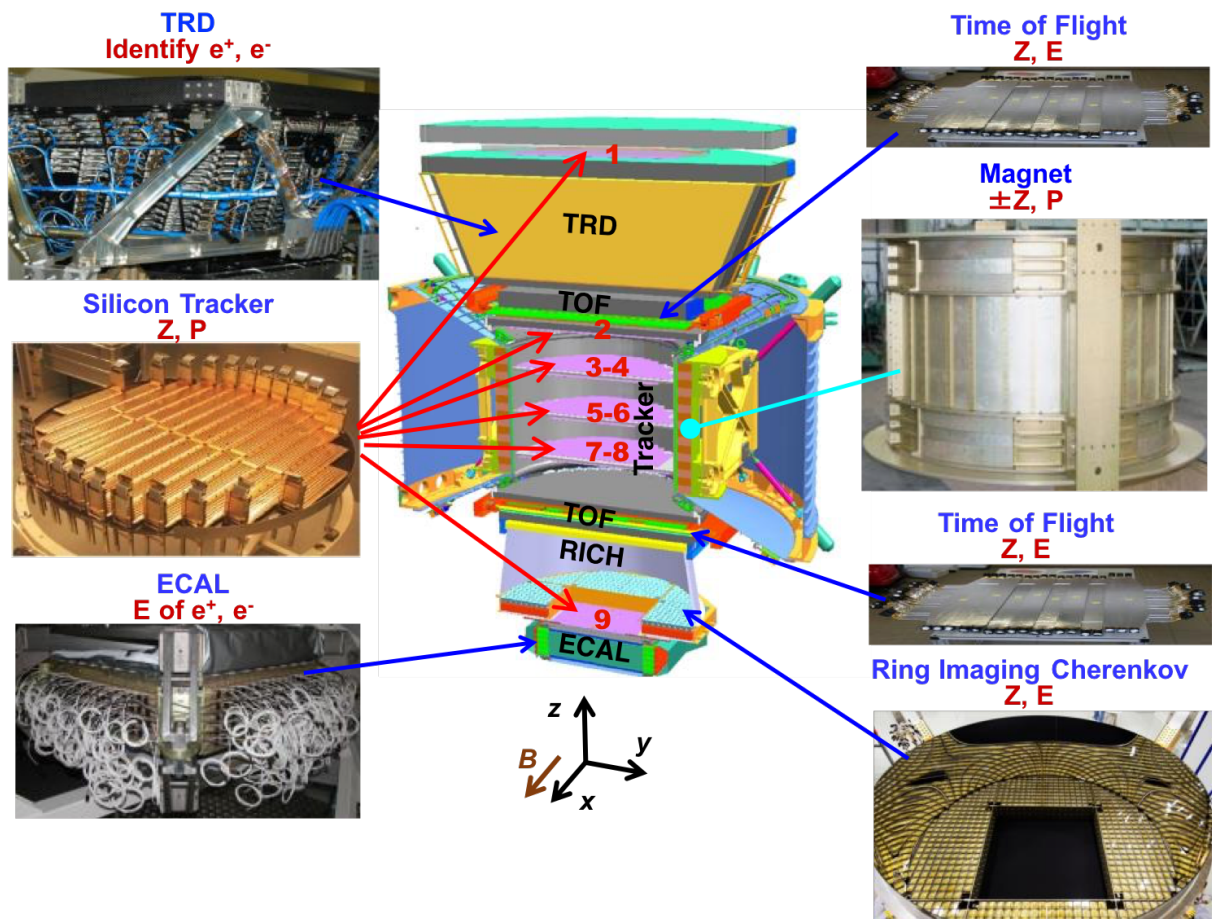 TRD
Identify e⁺, e⁻
Silicon Tracker
Z, P
ECAL
E of e⁺, e⁻
1
TRD
TOF
2
3-4
5-6
7-8
Tracker
TOF
RICH
9
ECAL
z
y
B
x
Time of Flight
Z, E
Magnet
±Z, P
Time of Flight
Z, E
Ring Imaging Cherenkov
Z, E